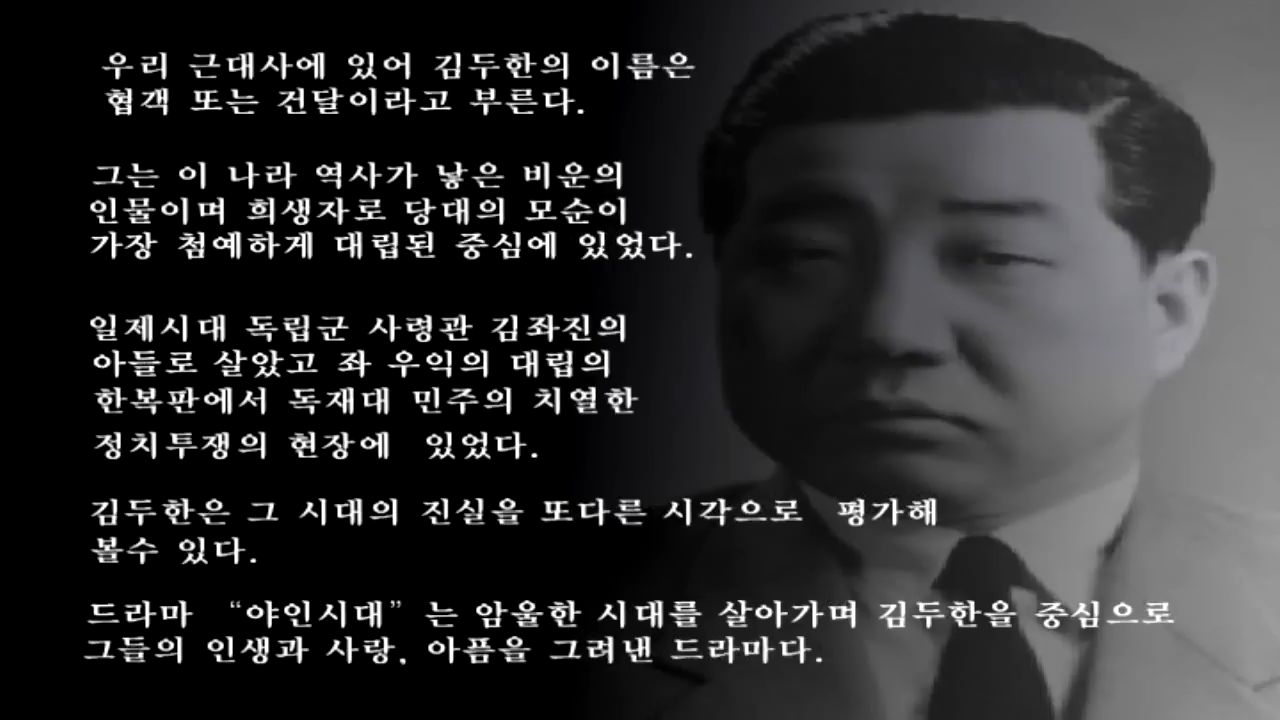 우리 근대사에 있어 김두한의 이름은
협객 또는 건달이라고 부른다.
그는 이 나라 역사가 낳은 비운의
인물이며 희생자로 당대의 모순이
가장 첨예하게 대립된 중심에 있었다.
일제시대 독립군 사령관 김좌진의
아들로 살았고 좌 우익의 대립의
한복판에서 독재대 민주의 치열한
정치투쟁의 현장에 있었다.
김두한은 그 시대의 진실을 또다른 시각으로 평가해
볼수 있다.
드라마 “야인시대” 는 암울한 시대를 살아가며 김두한을 중심으로
그들의 인생과 사랑, 아픔을 그려낸 드라마다.